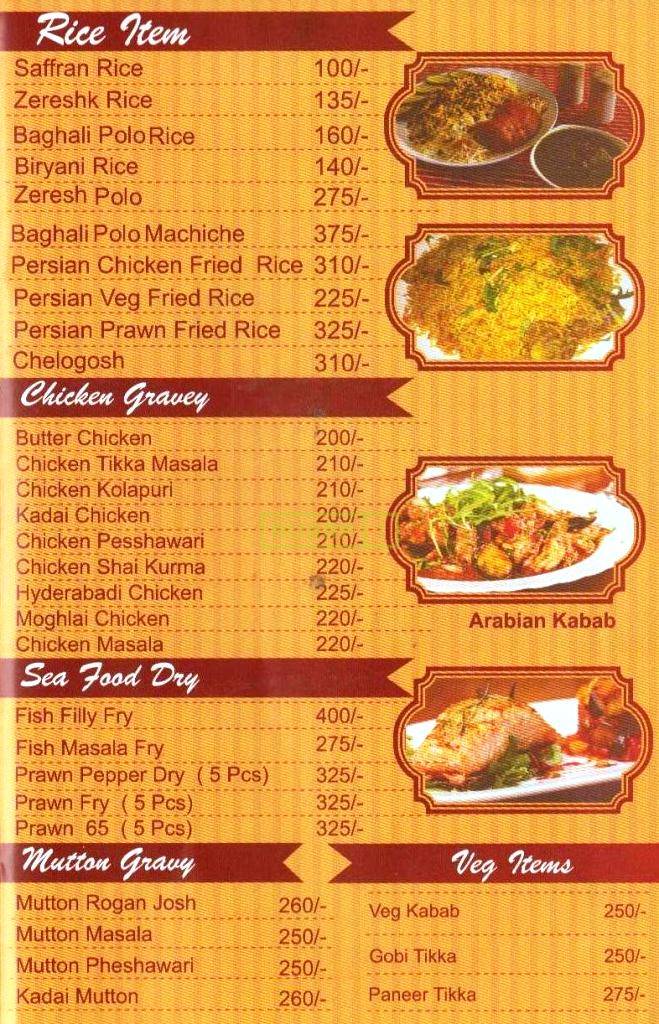 Rice Item
Saffran Rice 100/-
Zereshk Rice 135/-
Baghali Polo Rice 160/-
Biryani Rice 140/-
Zeresh Polo 275/-
Baghali Polo Machiche 375/-
Persian Chicken Fried Rice 310/-
Persian Veg Fried Rice 225/-
Persian Prawn Fried Rice 325/-
Chelogosh 310/-
Chicken Gravey
Butter Chicken 200/-
Chicken Tikka Masala 210/-
Chicken Kolapuri 210/-
Kadai Chicken 200/-
Chicken Pesshawari 210/-
Chicken Shai Kurma 220/-
Hyderabadi Chicken 225/-
Moghlai Chicken 220/-
Chicken Masala 220/-
Arabian Kabab
Sea Food Dry
Fish Filly Fry 400/-
Fish Masala Fry 275/-
Prawn Pepper Dry ( 5 Pcs) 325/-
Prawn Fry ( 5 Pcs) 325/-
Prawn 65 ( 5 Pcs) 325/-
Mutton Gravy
Mutton Rogan Josh 260/-
Mutton Masala 250/-
Mutton Pheshawari 250/-
Kadai Mutton 260/-
Veg Items
Veg Kabab 250/-
Gobi Tikka 250/-
Paneer Tikka 275/-